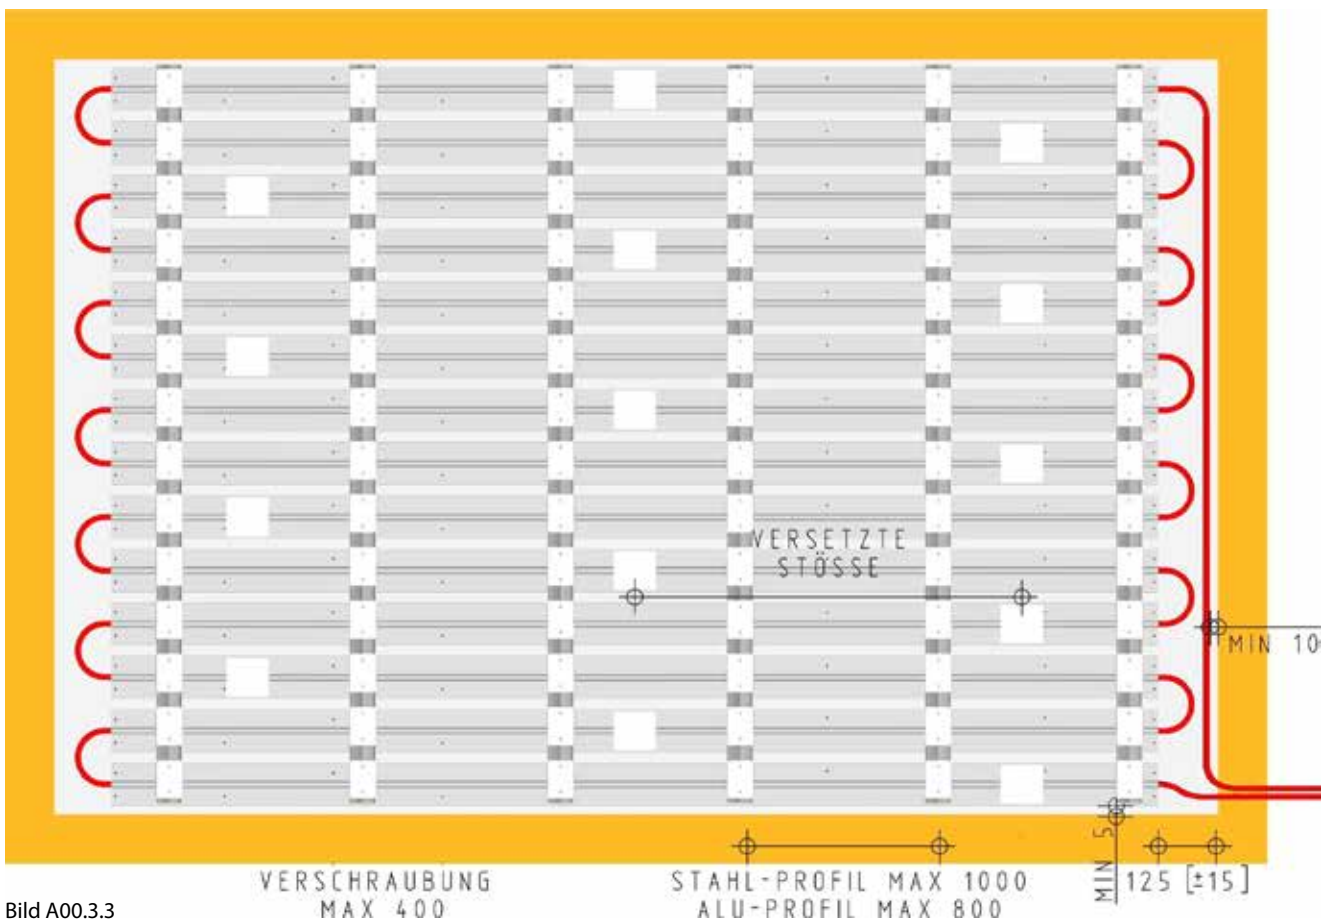 VERSETZTE
STÖSSE
MIN 10
MIN 5
125 [±15]
VERSCHRAUBUNG
MAX 400
STAHL-PROFIL MAX 1000
ALU-PROFIL MAX 800
Bild A00.3.3